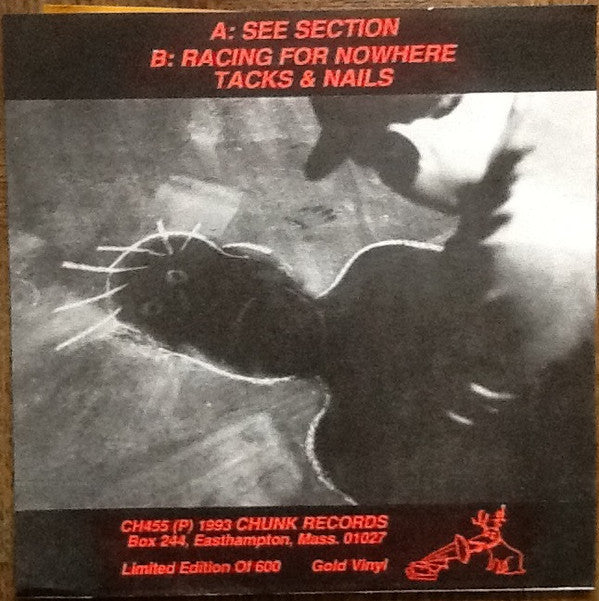 A: SEE SECTION
B: RACING FOR NOWHERE
TACKS & NAILS
CH455 (P) 1993 CHUNK RECORDS
Box 244, Easthampton, Mass. 01027
Limited Edition Of 600 Gold Vinyl